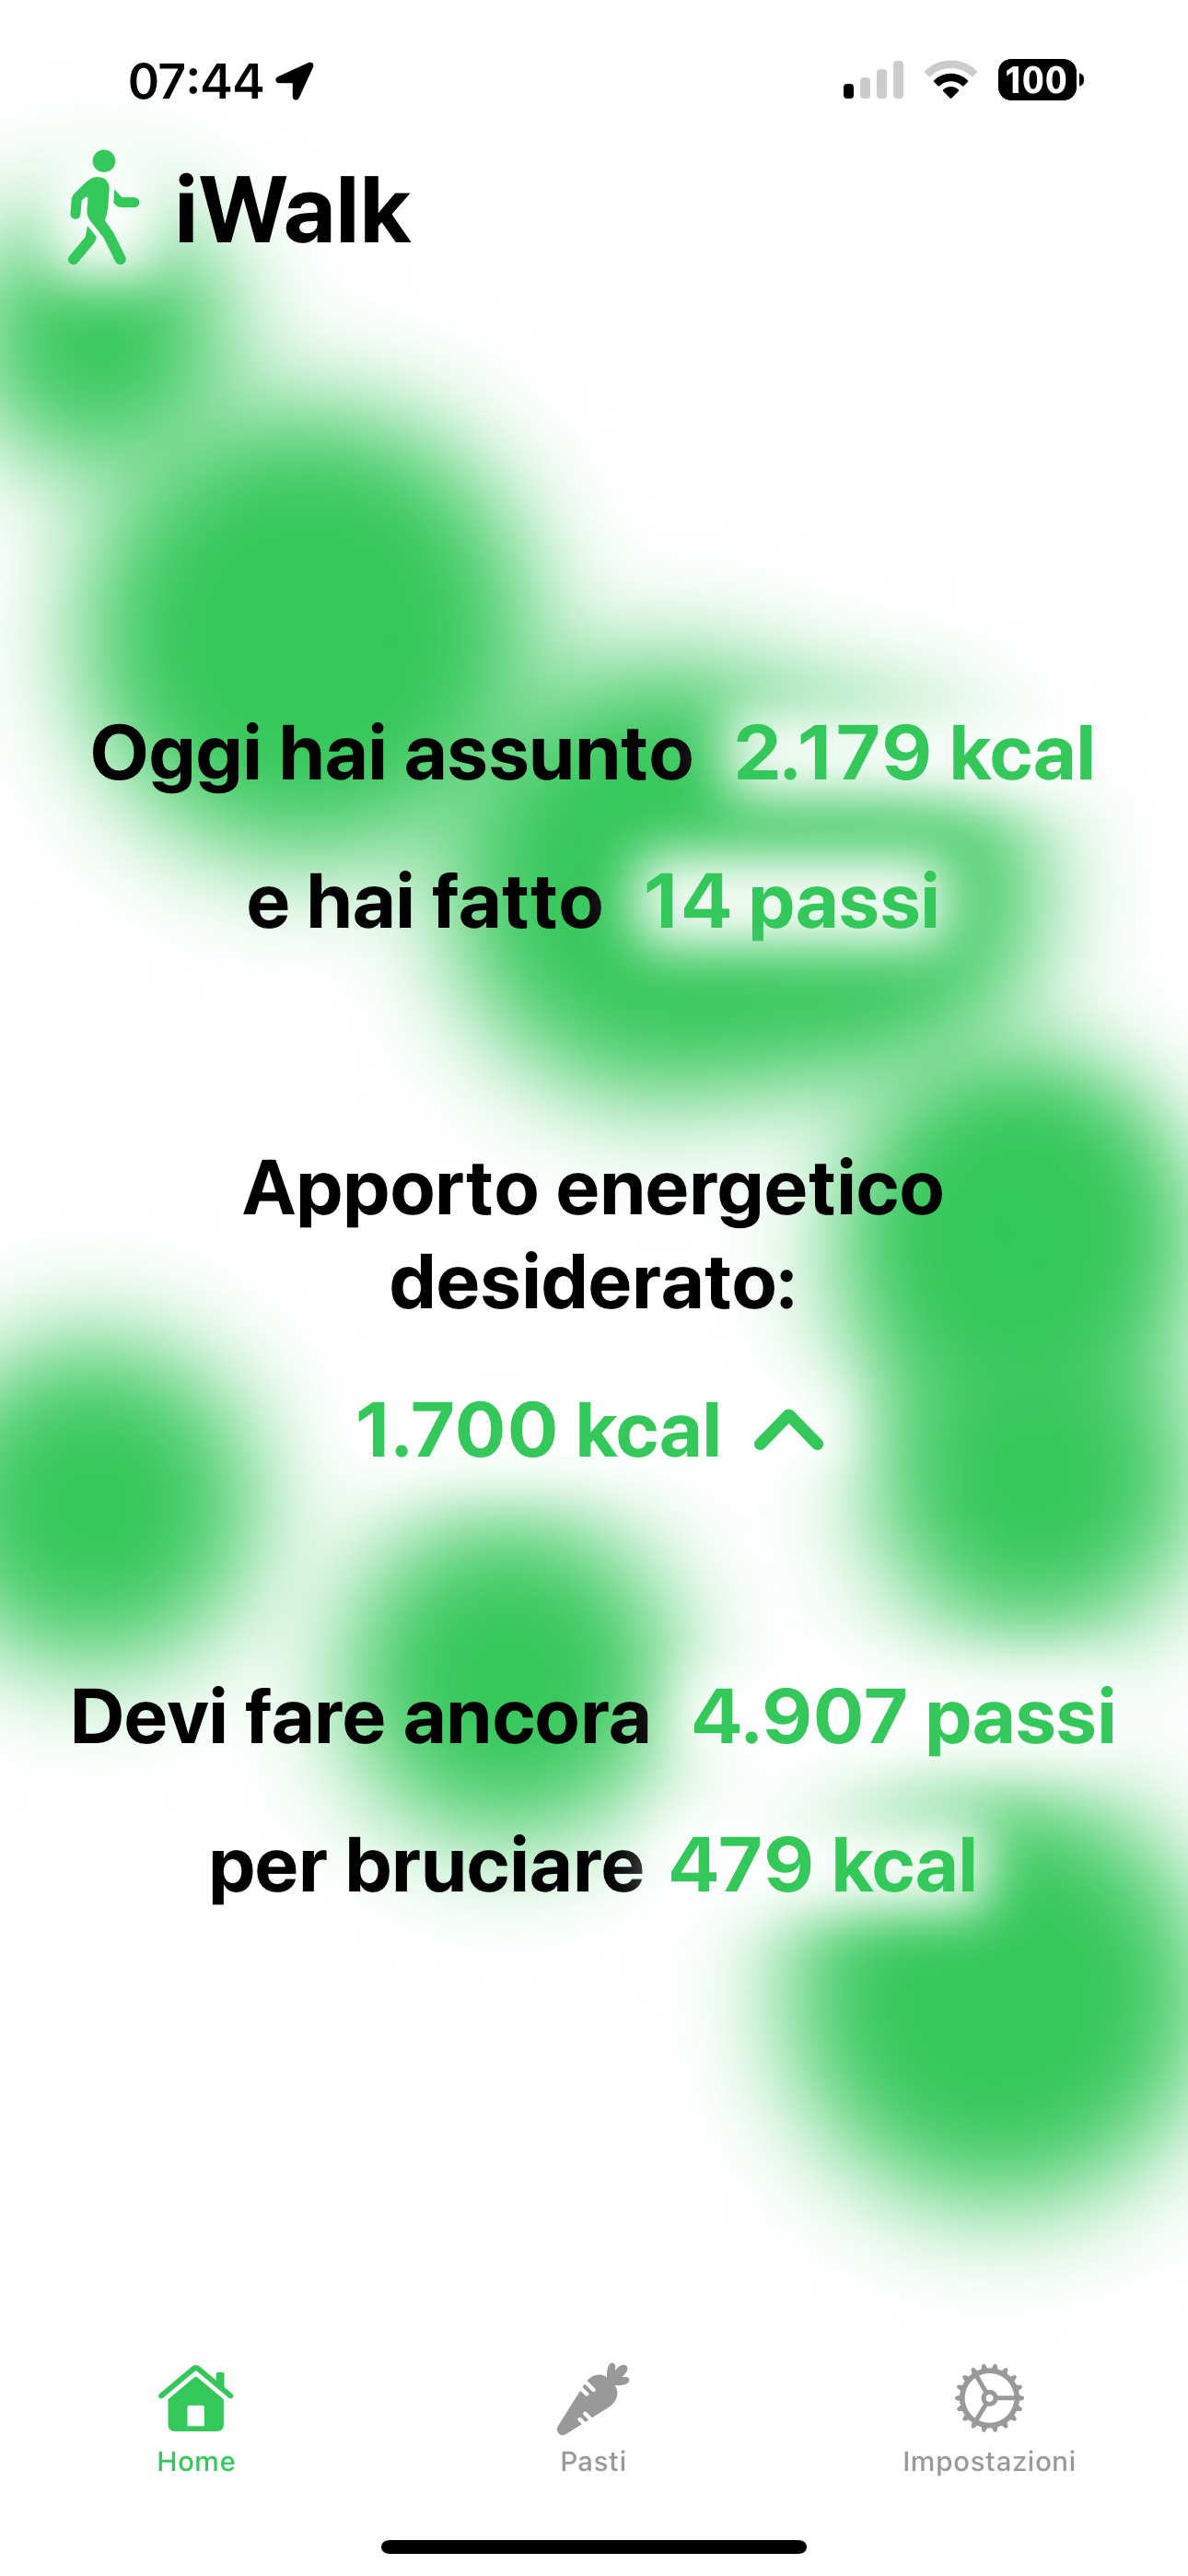 07:44
100
iWalk
Oggi hai assunto 2.179 kcal
e hai fatto 14 passi
Apporto energetico
desiderato:
1.700 kcal
Devi fare ancora 4.907 passi
per bruciare 479 kcal
Home Pasti Impostazioni